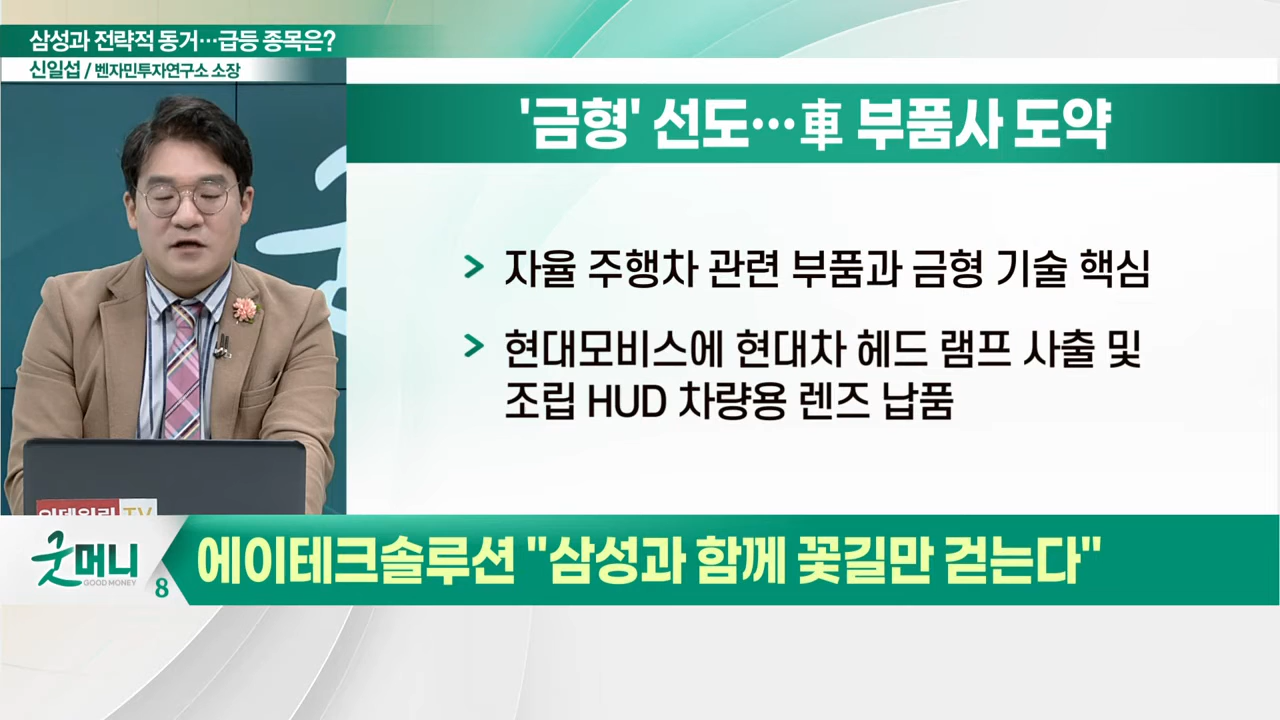 삼성과 전략적 동거…급등 종목은?
신일섭 / 벤자민투자연구소 소장
'금형' 선도…車 부품사 도약
> 자율 주행차 관련 부품과 금형 기술 핵심
> 현대모비스에 현대차 헤드 램프 사출 및
조립 HUD 차량용 렌즈 납품
이데일리 TV
굿머니
GOOD MONEY
8
에이테크솔루션 "삼성과 함께 꽃길만 걷는다"